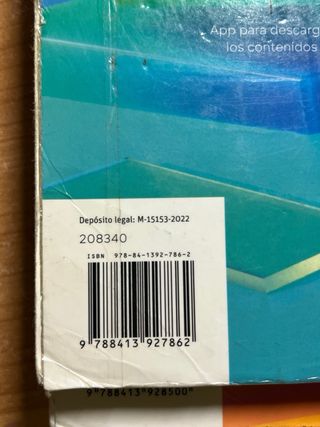 App para descarg
los contenidos
Depósito legal: M-15153-2022
208340
ISBN 978-84-1392-786-2
9 788413 927862
9 788413 928500